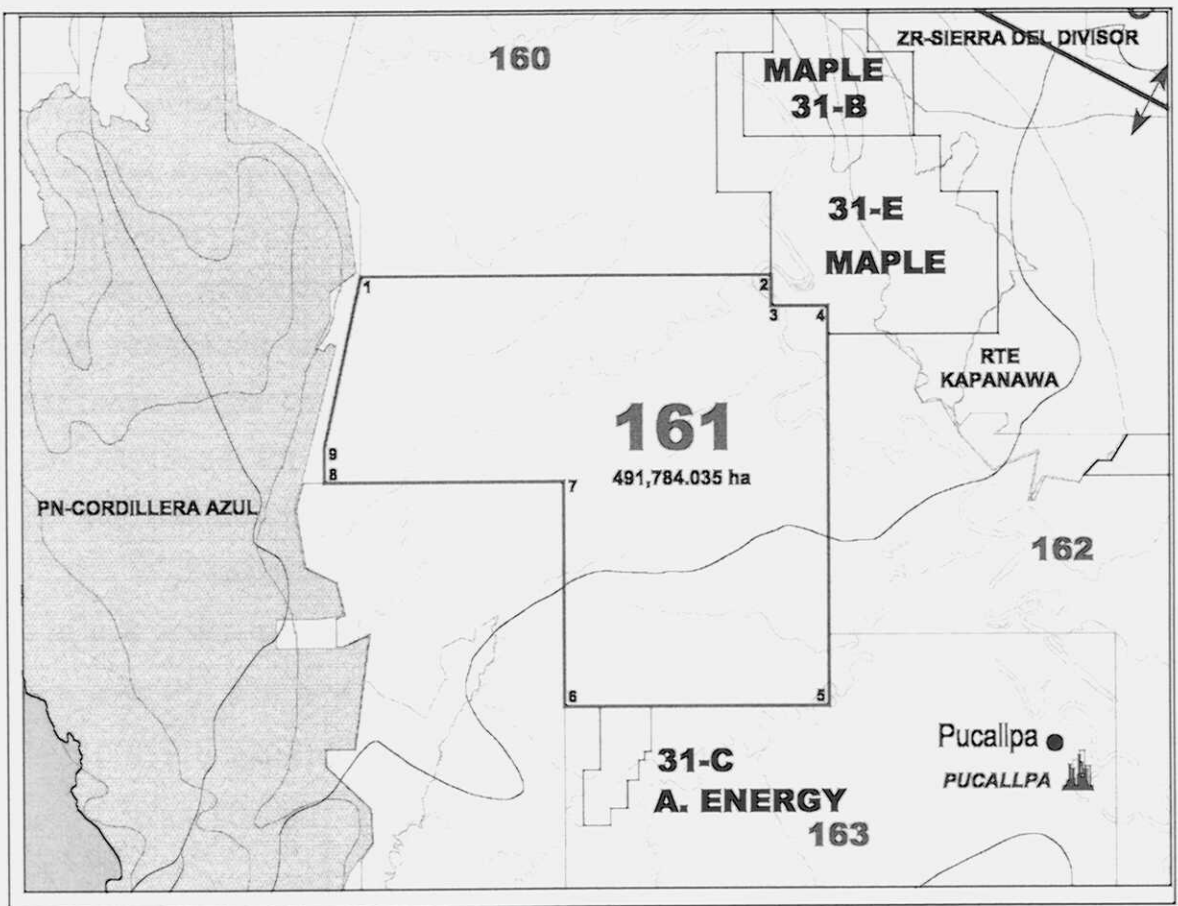 160
ZR-SIERRA DEL DIVISOR
MAPLE
31-B
31-E
MAPLE
1
2
3
4
RTE
KAPANAWA
161
491,784.035 ha
9
8
7
PN-CORDILLERA AZUL
162
6
5
Pucallpa
PUCALLPA
31-C
A. ENERGY
163